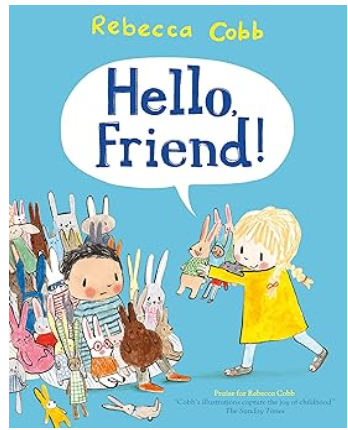 Rebecca Cobb
Hello,
Friend!
Praise for Rebecca Cobb
"Cobb's illustrations capture the joy of childhood"
The Sunday Times